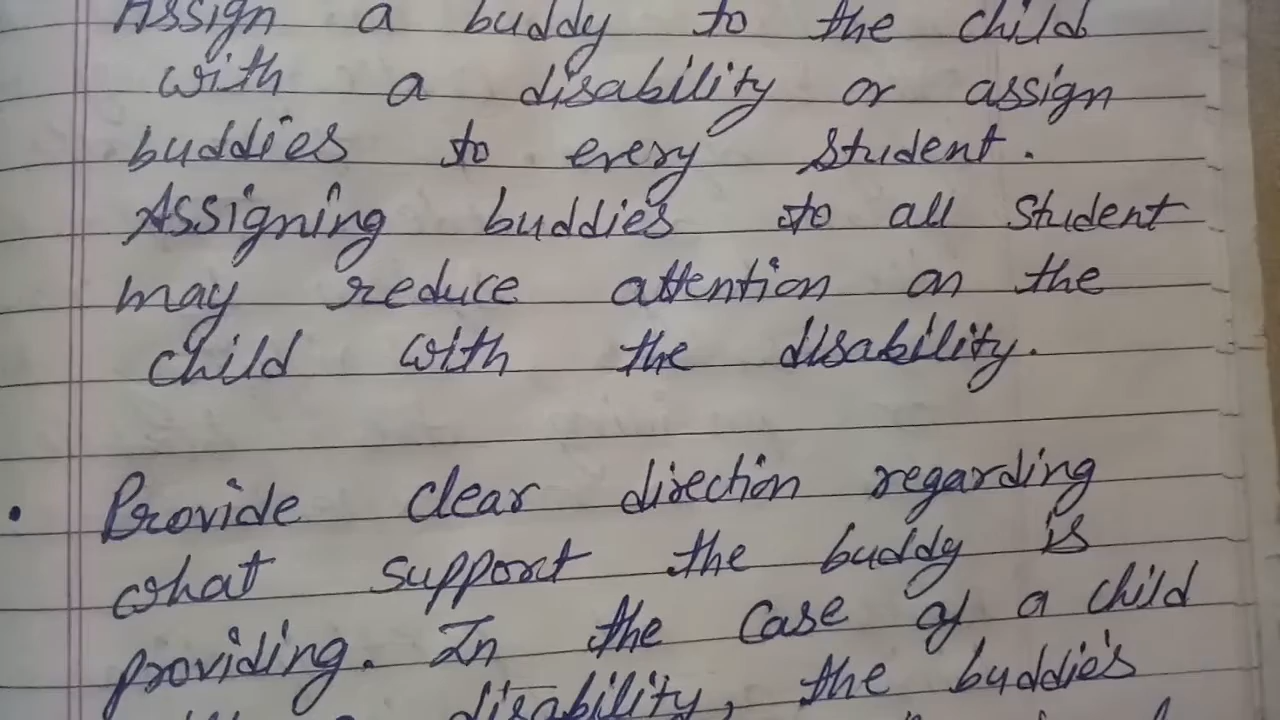 Assign a buddy to the child
with a disability or assign
buddies to every student.
Assigning buddies to all student
may reduce attention on the
child with the disability.
• Provide clear direction regarding
what support the buddy is
providing. In the case of a child
disability, the buddie's